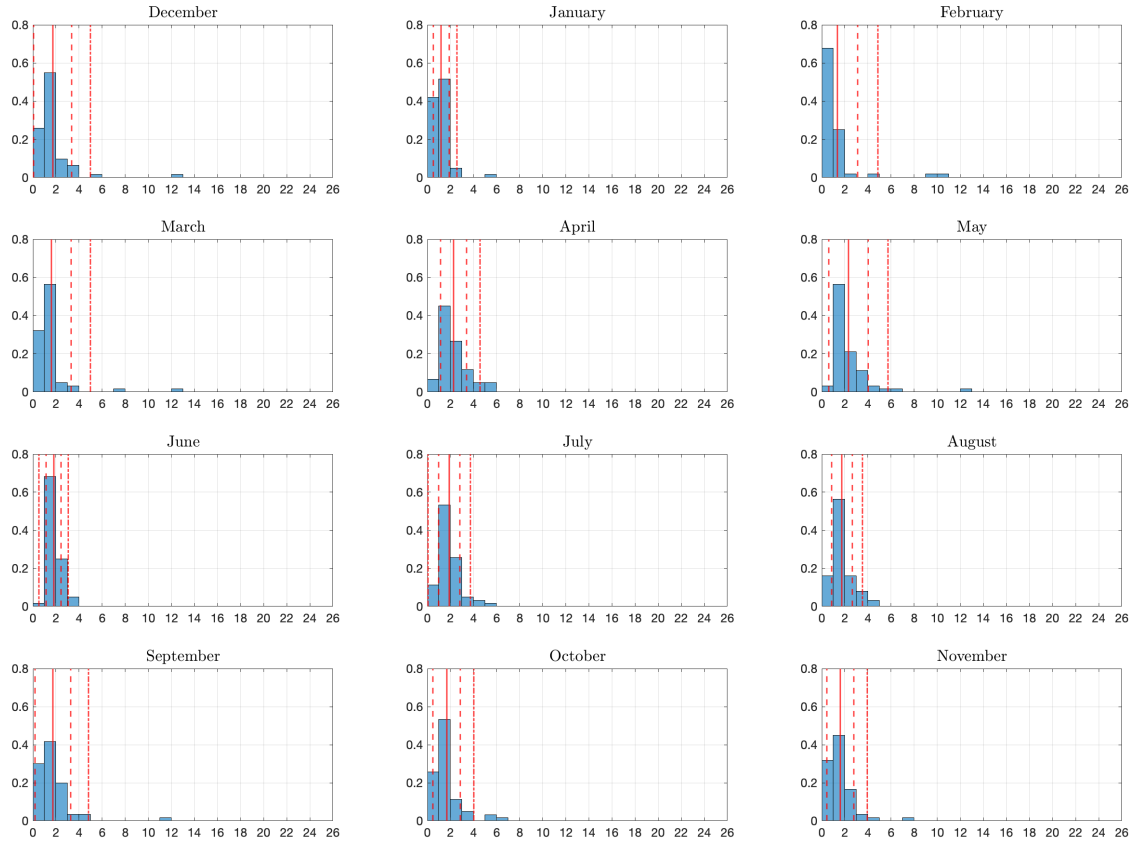 December January February
0.8 0.8 0.8
0.6 0.6 0.6
0.4 0.4 0.4
0.2 0.2 0.2
0 0 0
0 2 4 6 8 10 12 14 16 18 20 22 24 26 0 2 4 6 8 10 12 14 16 18 20 22 24 26 0 2 4 6 8 10 12 14 16 18 20 22 24 26
March April May
0.8 0.8 0.8
0.6 0.6 0.6
0.4 0.4 0.4
0.2 0.2 0.2
0 0 0
0 2 4 6 8 10 12 14 16 18 20 22 24 26 0 2 4 6 8 10 12 14 16 18 20 22 24 26 0 2 4 6 8 10 12 14 16 18 20 22 24 26
June July August
0.8 0.8 0.8
0.6 0.6 0.6
0.4 0.4 0.4
0.2 0.2 0.2
0 0 0
0 2 4 6 8 10 12 14 16 18 20 22 24 26 0 2 4 6 8 10 12 14 16 18 20 22 24 26 0 2 4 6 8 10 12 14 16 18 20 22 24 26
September October November
0.8 0.8 0.8
0.6 0.6 0.6
0.4 0.4 0.4
0.2 0.2 0.2
0 0 0
0 2 4 6 8 10 12 14 16 18 20 22 24 26 0 2 4 6 8 10 12 14 16 18 20 22 24 26 0 2 4 6 8 10 12 14 16 18 20 22 24 26